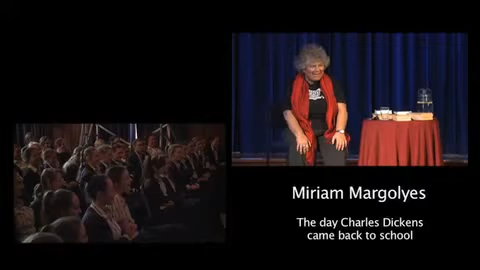 Miriam Margolyes
The day Charles Dickens
came back to school